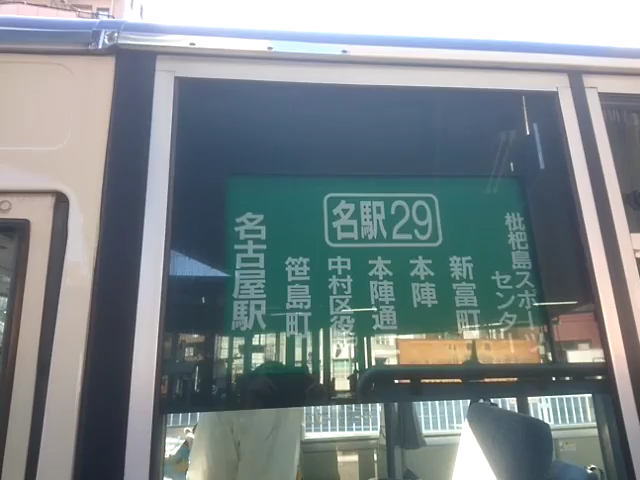 名駅29
名古屋駅
笹島町
中村区役所
本陣通
本陣
新富町
枇杷島スポーツ
センター